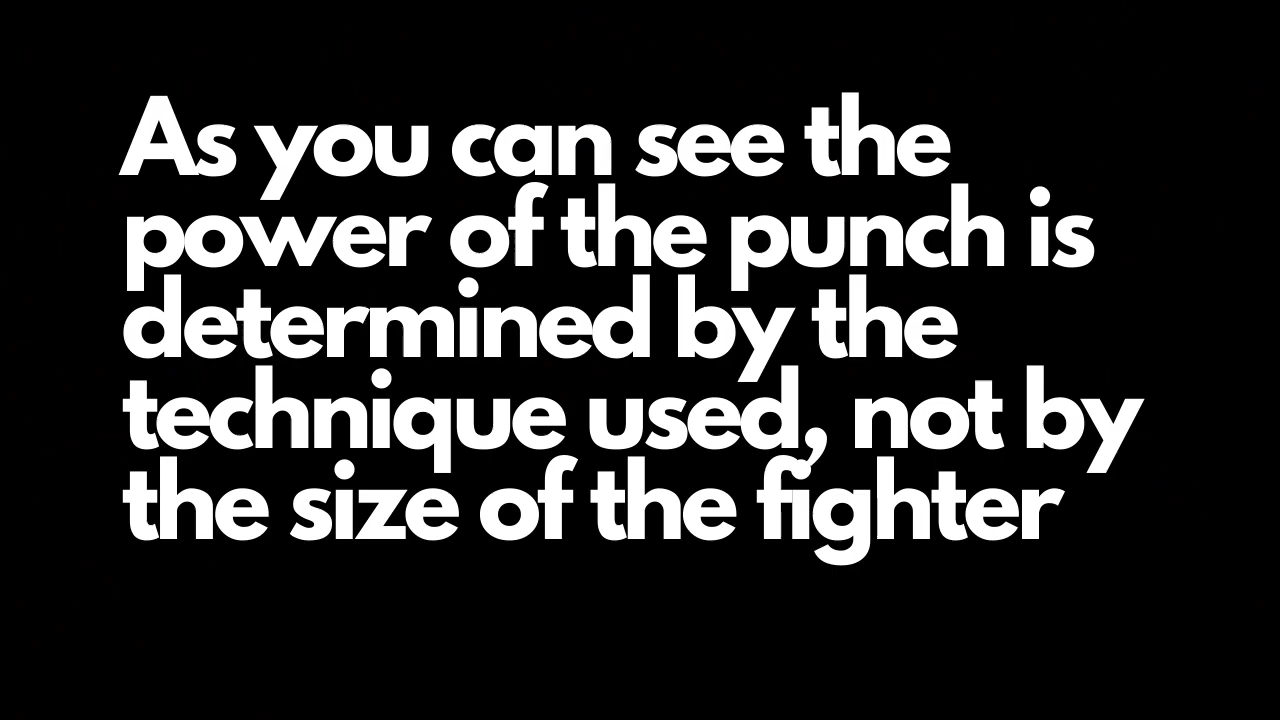 As you can see the
power of the punch is
determined by the
technique used, not by
the size of the fighter